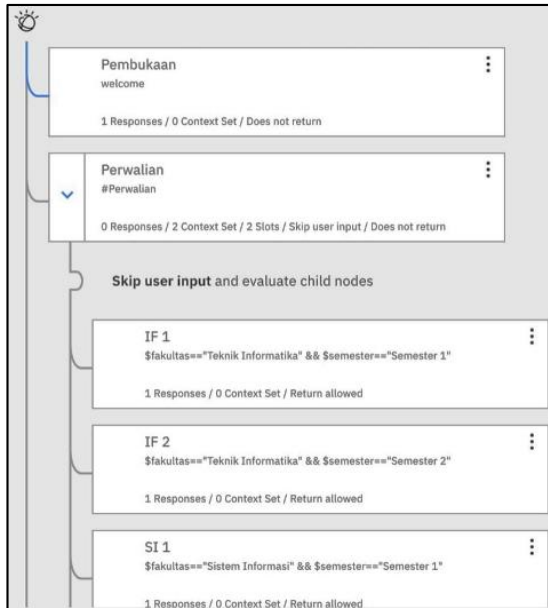 Pembukaan
welcome
1 Responses / 0 Context Set / Does not return
Perwalian
#Perwalian
0 Responses / 2 Context Set / 2 Slots / Skip user input / Does not return
Skip user input and evaluate child nodes
IF 1
$fakultas=="Teknik Informatika" && $semester=="Semester 1"
1 Responses / 0 Context Set / Return allowed
IF 2
$fakultas=="Teknik Informatika" && $semester=="Semester 2"
1 Responses / 0 Context Set / Return allowed
SI 1
$fakultas=="Sistem Informasi" && $semester=="Semester 1"
1 Responses / 0 Context Set / Return allowed